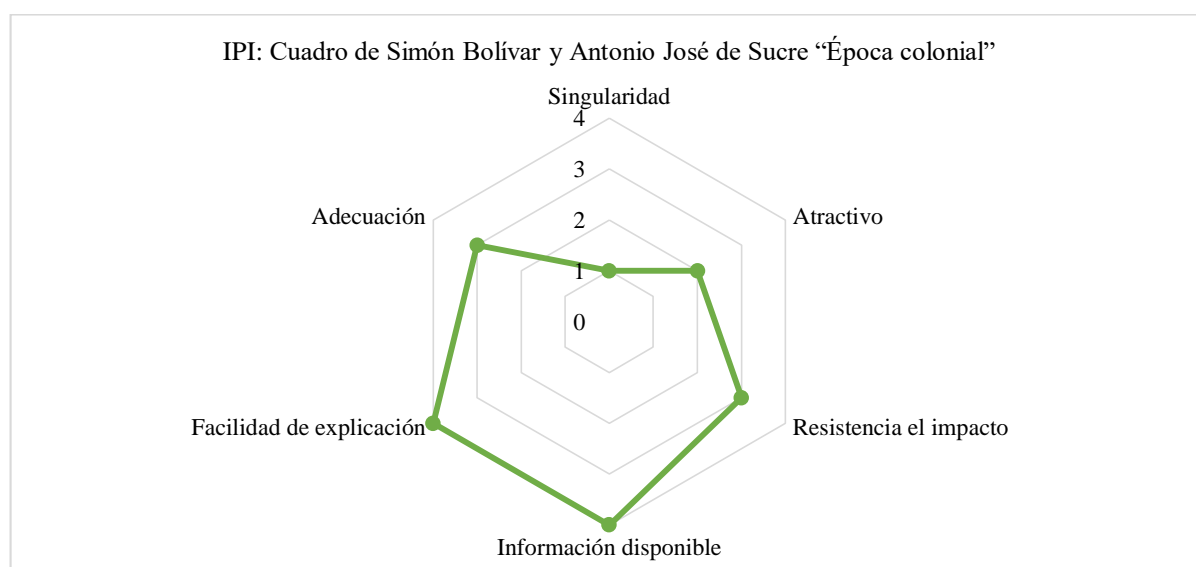 IPI: Cuadro de Simón Bolívar y Antonio José de Sucre “Época colonial”
Singularidad
4
3
2
1
0
Adecuación
Atractivo
Facilidad de explicación
Resistencia el impacto
Información disponible